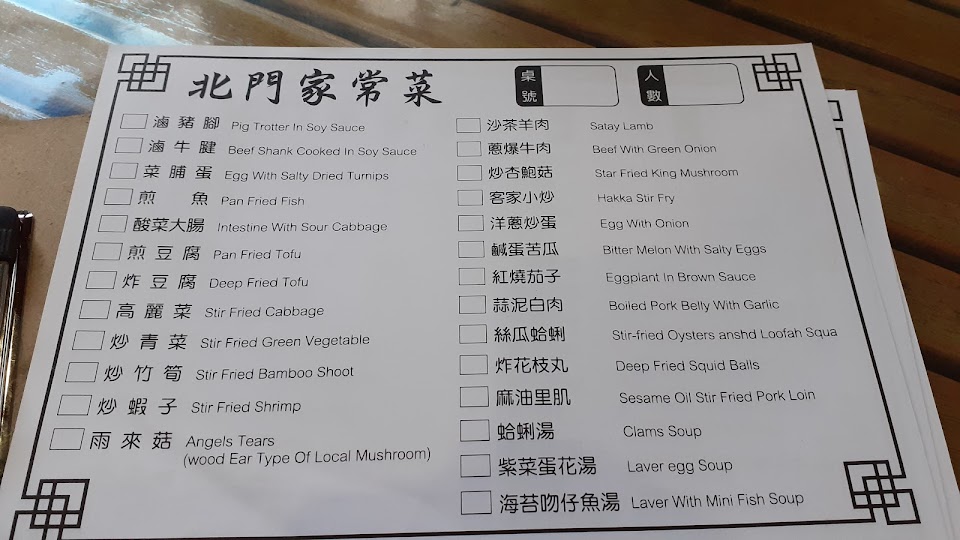 北門家常菜
桌號
人數
滷豬腳 Pig Trotter In Soy Sauce
滷牛腱 Beef Shank Cooked In Soy Sauce
菜脯蛋 Egg With Salty Dried Turnips
煎 魚 Pan Fried Fish
酸菜大腸 Intestine With Sour Cabbage
煎豆腐 Pan Fried Tofu
炸豆腐 Deep Fried Tofu
高麗菜 Stir Fried Cabbage
炒青菜 Stir Fried Green Vegetable
炒竹筍 Stir Fried Bamboo Shoot
炒蝦子 Stir Fried Shrimp
雨來菇 Angels Tears
(wood Ear Type Of Local Mushroom)
沙茶羊肉 Satay Lamb
蔥爆牛肉 Beef With Green Onion
炒杏鮑菇 Star Fried King Mushroom
客家小炒 Hakka Stir Fry
洋蔥炒蛋 Egg With Onion
鹹蛋苦瓜 Bitter Melon With Salty Eggs
紅燒茄子 Eggpiant In Brown Sauce
蒜泥白肉 Boiled Pork Belly With Garlic
絲瓜蛤蜊 Stir-fried Oysters anshd Loofah Squa
炸花枝丸 Deep Fried Squid Balls
麻油里肌 Sesame Oil Stir Fried Pork Loin
蛤蜊湯 Clams Soup
紫菜蛋花湯 Laver egg Soup
海苔吻仔魚湯 Laver With Mini Fish Soup